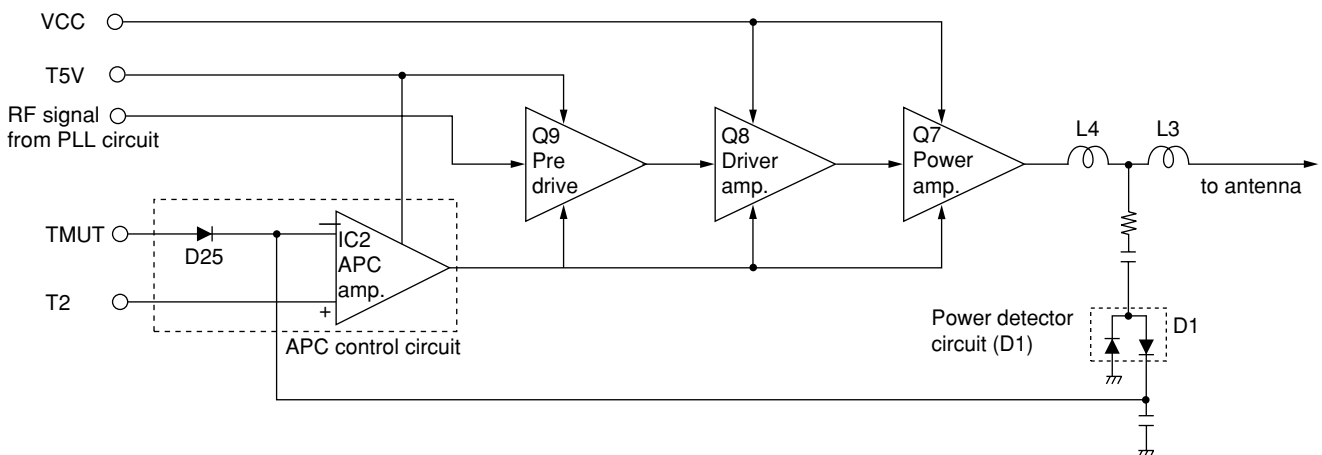 VCC
T5V
RF signal
from PLL circuit
Q9
Pre
drive
Q8
Driver
amp.
Q7
Power
amp.
L4
L3
to antenna
TMUT
D25
–
IC2
APC
amp.
+
T2
APC control circuit
Power detector
circuit (D1)
D1